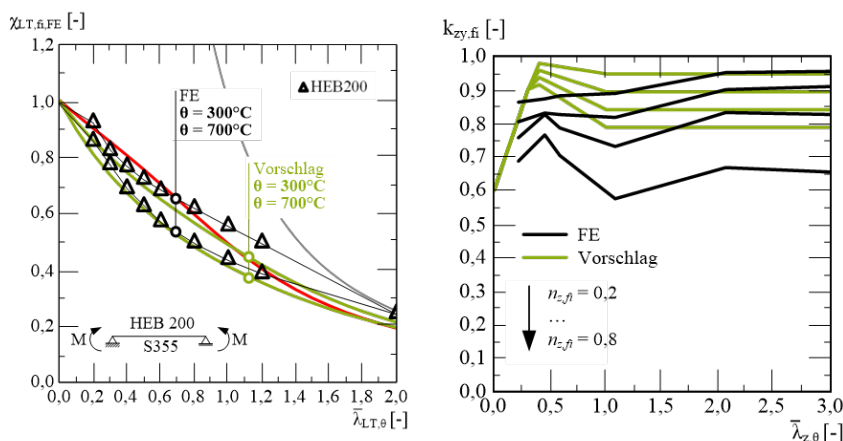 χLT,fi,FE [-]
1,2
1,0
0,8
0,6
0,4
0,2
0,0
0,0 0,2 0,4 0,6 0,8 1,0 1,2 1,4 1,6 1,8 2,0
λ̅LT,θ [-]
HEB200
FE
θ = 300°C
θ = 700°C
Vorschlag
θ = 300°C
θ = 700°C
HEB 200
M M
S355
kzy,fi [-]
1,0
0,9
0,8
0,7
0,6
0,5
0,4
0,3
0,2
0,1
0,0
0,0 0,5 1,0 1,5 2,0 2,5 3,0
λ̅z,θ [-]
FE
Vorschlag
nz,fi = 0,2
...
nz,fi = 0,8